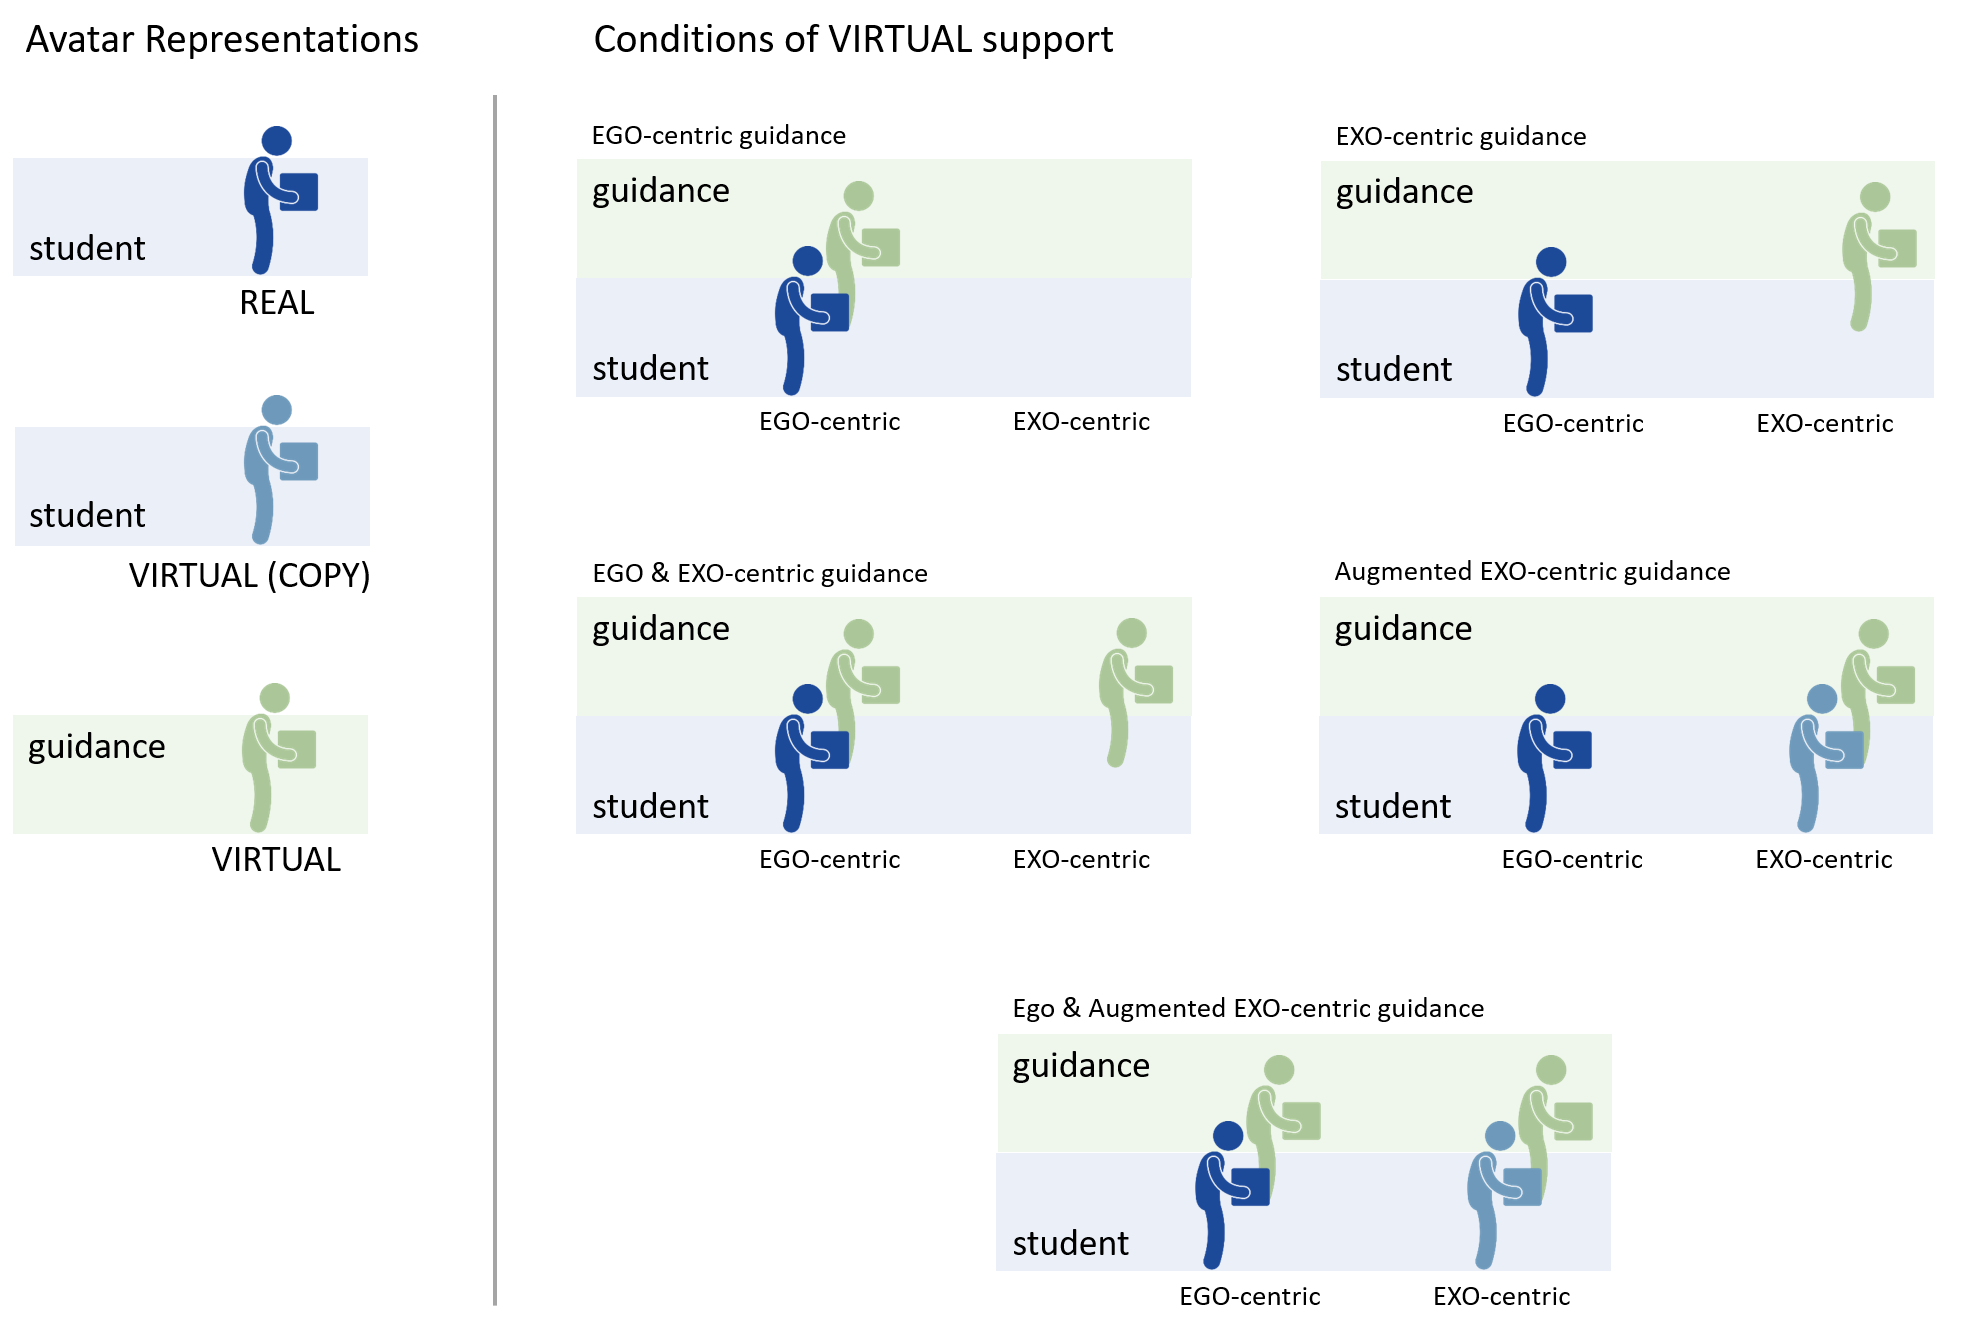 Avatar Representations
student
REAL
student
VIRTUAL (COPY)
guidance
VIRTUAL
Conditions of VIRTUAL support
EGO-centric guidance
guidance
student
EGO-centric EXO-centric
EXO-centric guidance
guidance
student
EGO-centric EXO-centric
EGO & EXO-centric guidance
guidance
student
EGO-centric EXO-centric
Augmented EXO-centric guidance
guidance
student
EGO-centric EXO-centric
Ego & Augmented EXO-centric guidance
guidance
student
EGO-centric EXO-centric